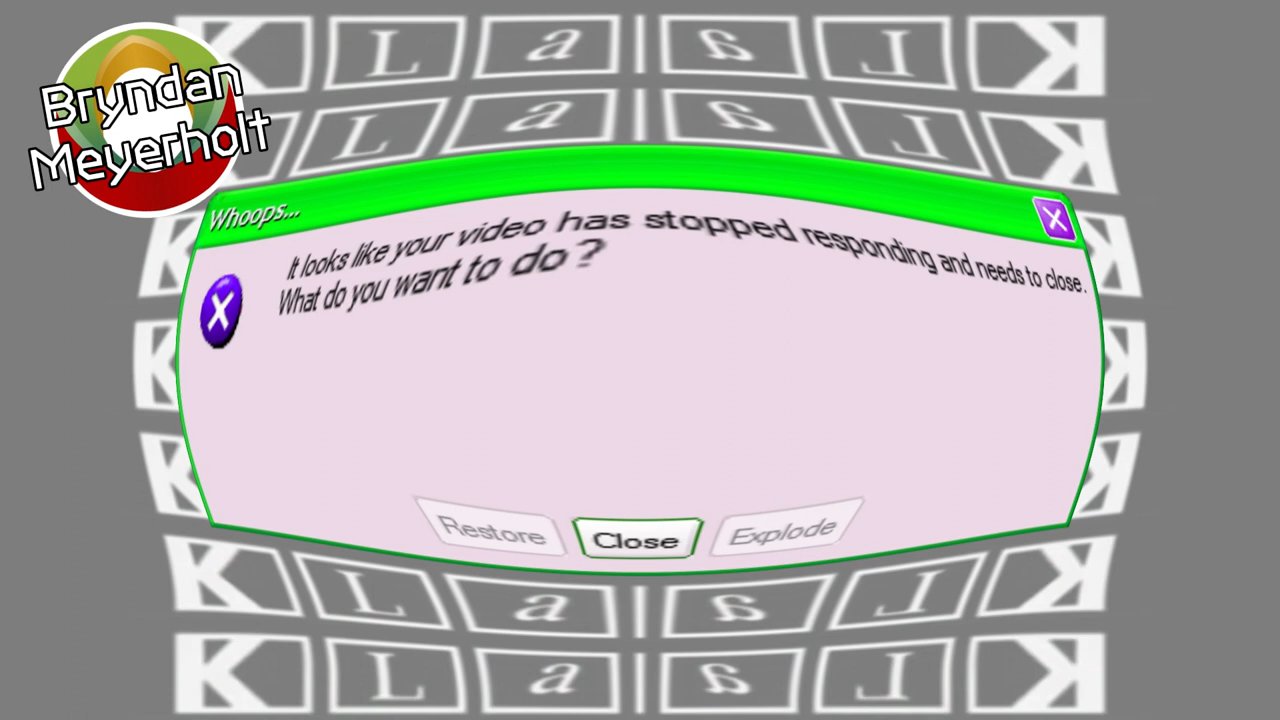 K L a a L K
K L a a L K
Bryndan
Meyerholt
Whoops...
It looks like your video has stopped responding and needs to close.
What do you want to do?
K K
K K
K K
Restore Close Explode
K L a a L K
K L a a L K